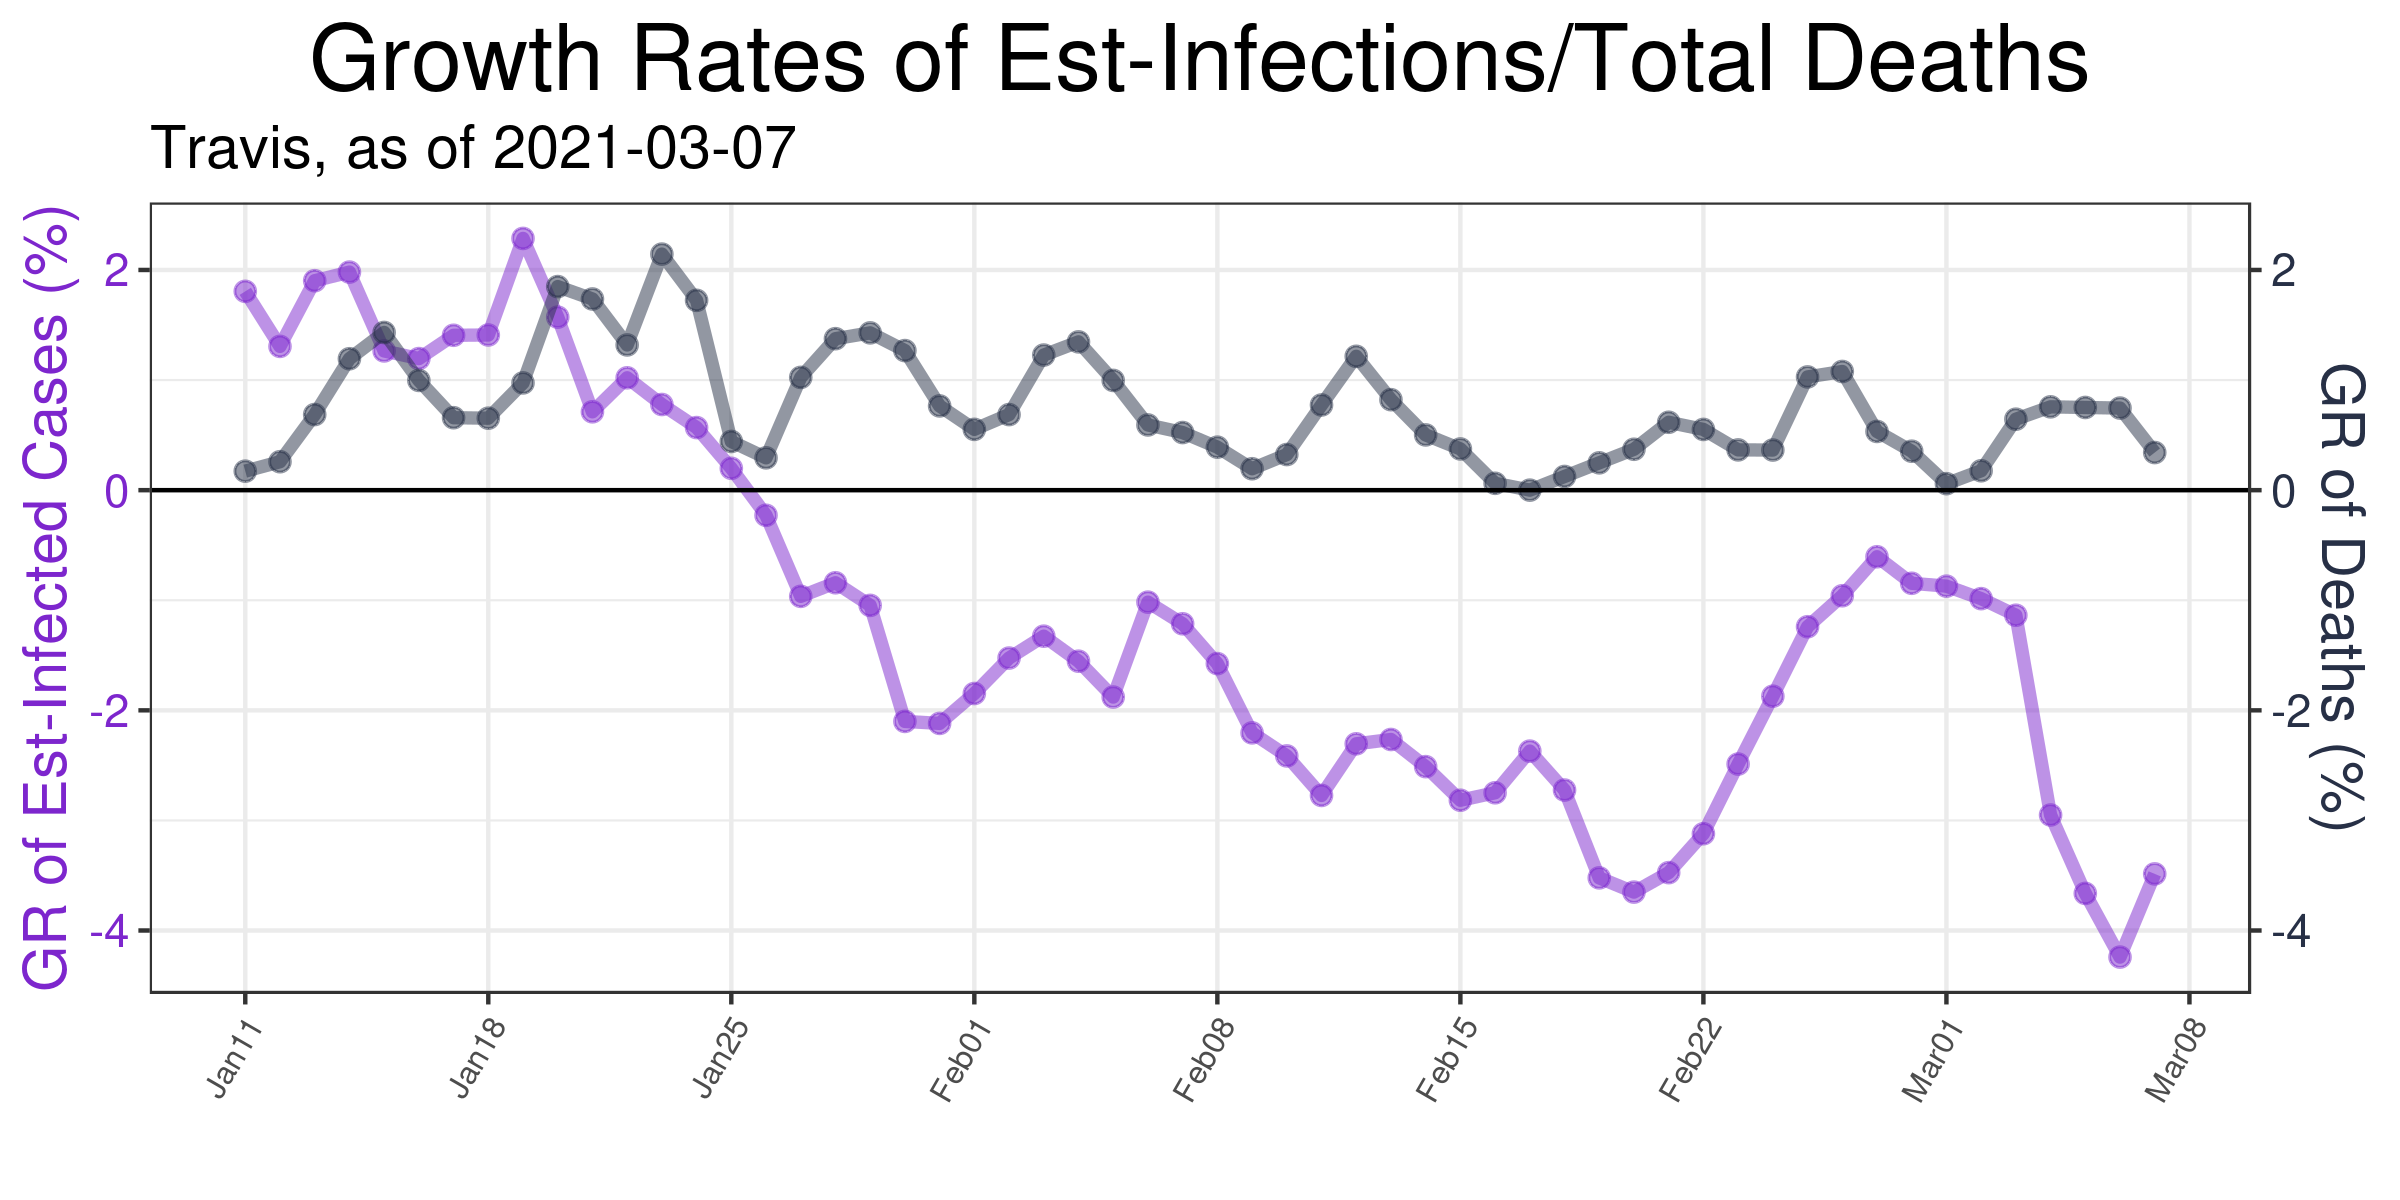 Growth Rates of Est-Infections/Total Deaths
Travis, as of 2021-03-07
GR of Est-Infected Cases (%)
2
0
-2
-4
2
0
-2
-4
GR of Deaths (%)
Jan11
Jan18
Jan25
Feb01
Feb08
Feb15
Feb22
Mar01
Mar08